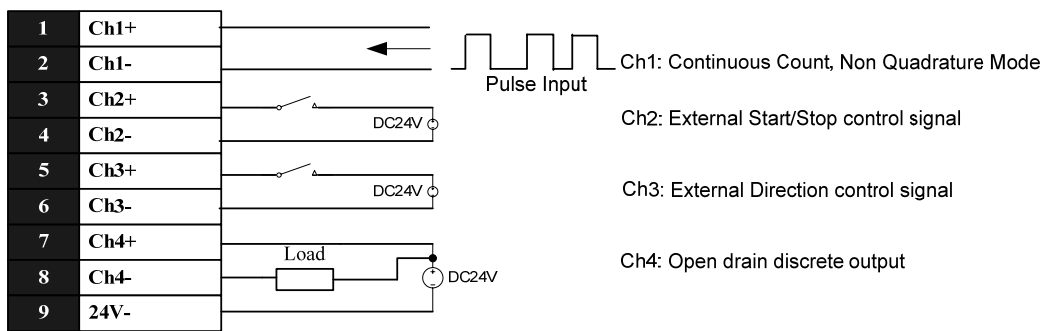 1 Ch1+
2 Ch1-
Pulse Input
Ch1: Continuous Count, Non Quadrature Mode
3 Ch2+
4 Ch2-
DC24V
Ch2: External Start/Stop control signal
5 Ch3+
6 Ch3-
DC24V
Ch3: External Direction control signal
7 Ch4+
8 Ch4-
Load
DC24V
Ch4: Open drain discrete output
9 24V-